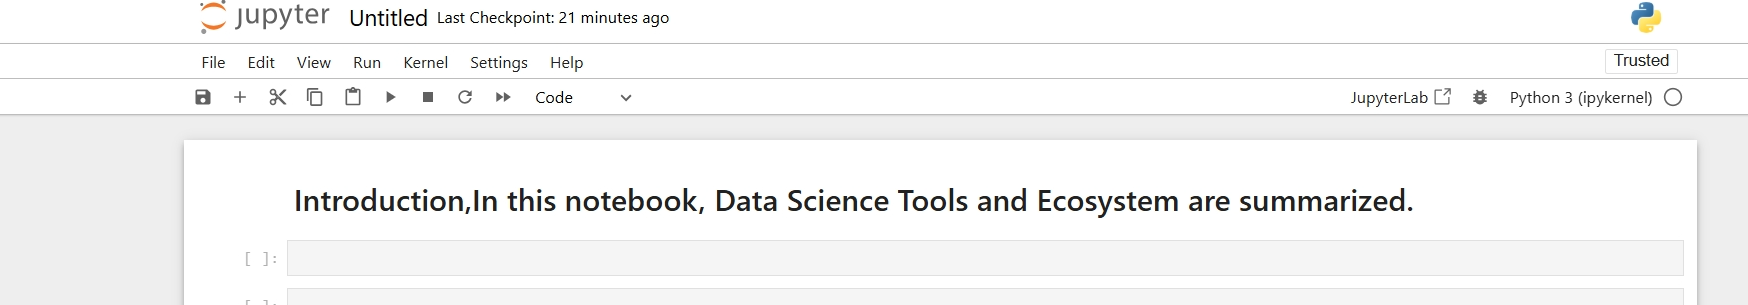 jupyter Untitled Last Checkpoint: 21 minutes ago
File Edit View Run Kernel Settings Help Trusted
Code JupyterLab Python 3 (ipykernel)
Introduction,In this notebook, Data Science Tools and Ecosystem are summarized.
[ ]:
[ ]: